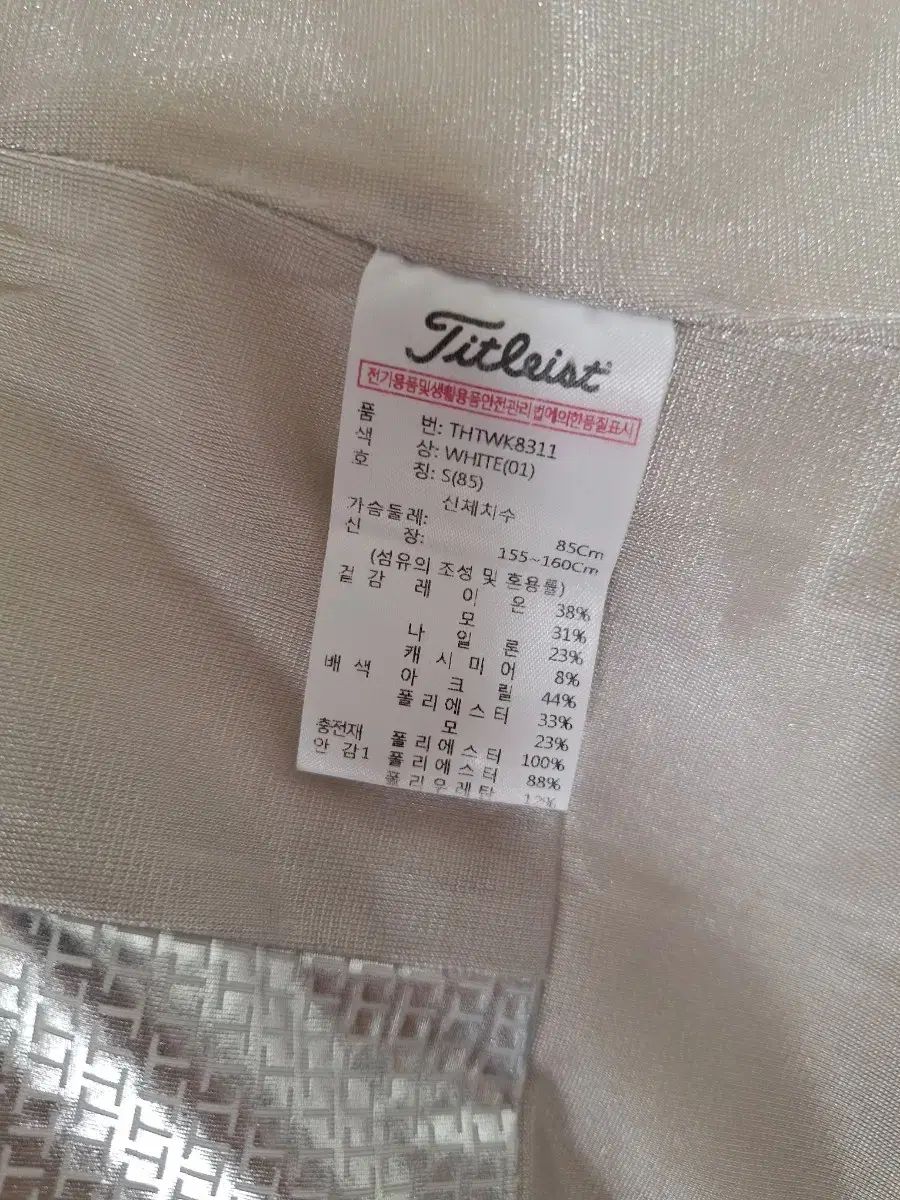 Titleist
전기용품및생활용품안전관리법에의한품질표시
품 번: THTWK8311
색 상: WHITE(01)
호 칭: S(85)
신체치수
가슴둘레: 85Cm
신 장: 155~160Cm
(섬유의 조성 및 혼용률)
겉 감 레 이 온 38%
모 31%
나 일 론 23%
캐 시 미 어 8%
배 색 아 크 릴 44%
폴 리 에 스 터 33%
모 23%
충전재 폴 리 에 스 터 100%
안 감1 폴 리 에 스 터 88%
폴 리 우 레 탄 12%